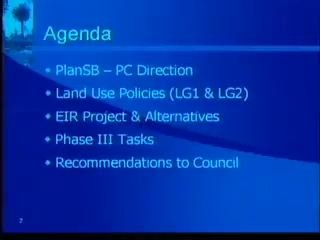 Agenda
PlanSB – PC Direction
Land Use Policies (LG1 & LG2)
EIR Project & Alternatives
Phase III Tasks
Recommendations to Council